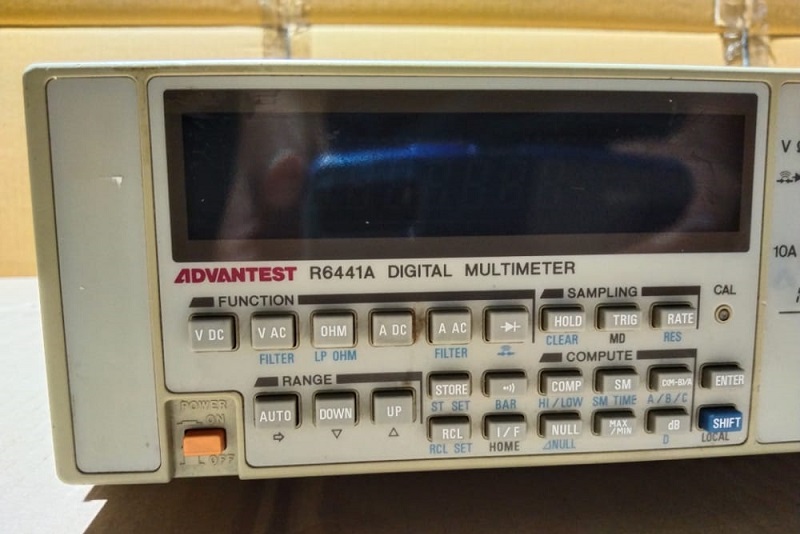 V Ω
10A
ADVANTEST R6441A DIGITAL MULTIMETER
FUNCTION
SAMPLING
CAL
V DC V AC OHM A DC A AC HOLD TRIG RATE
FILTER LP OHM FILTER CLEAR MD RES
RANGE
COMPUTE
STORE COMP SM ENTER
ST SET BAR HI/LOW SM TIME A/B/C
POWER
ON
OFF
AUTO DOWN UP
RCL I/F NULL MAX/MIN dB SHIFT
RCL SET HOME ⊿NULL D LOCAL